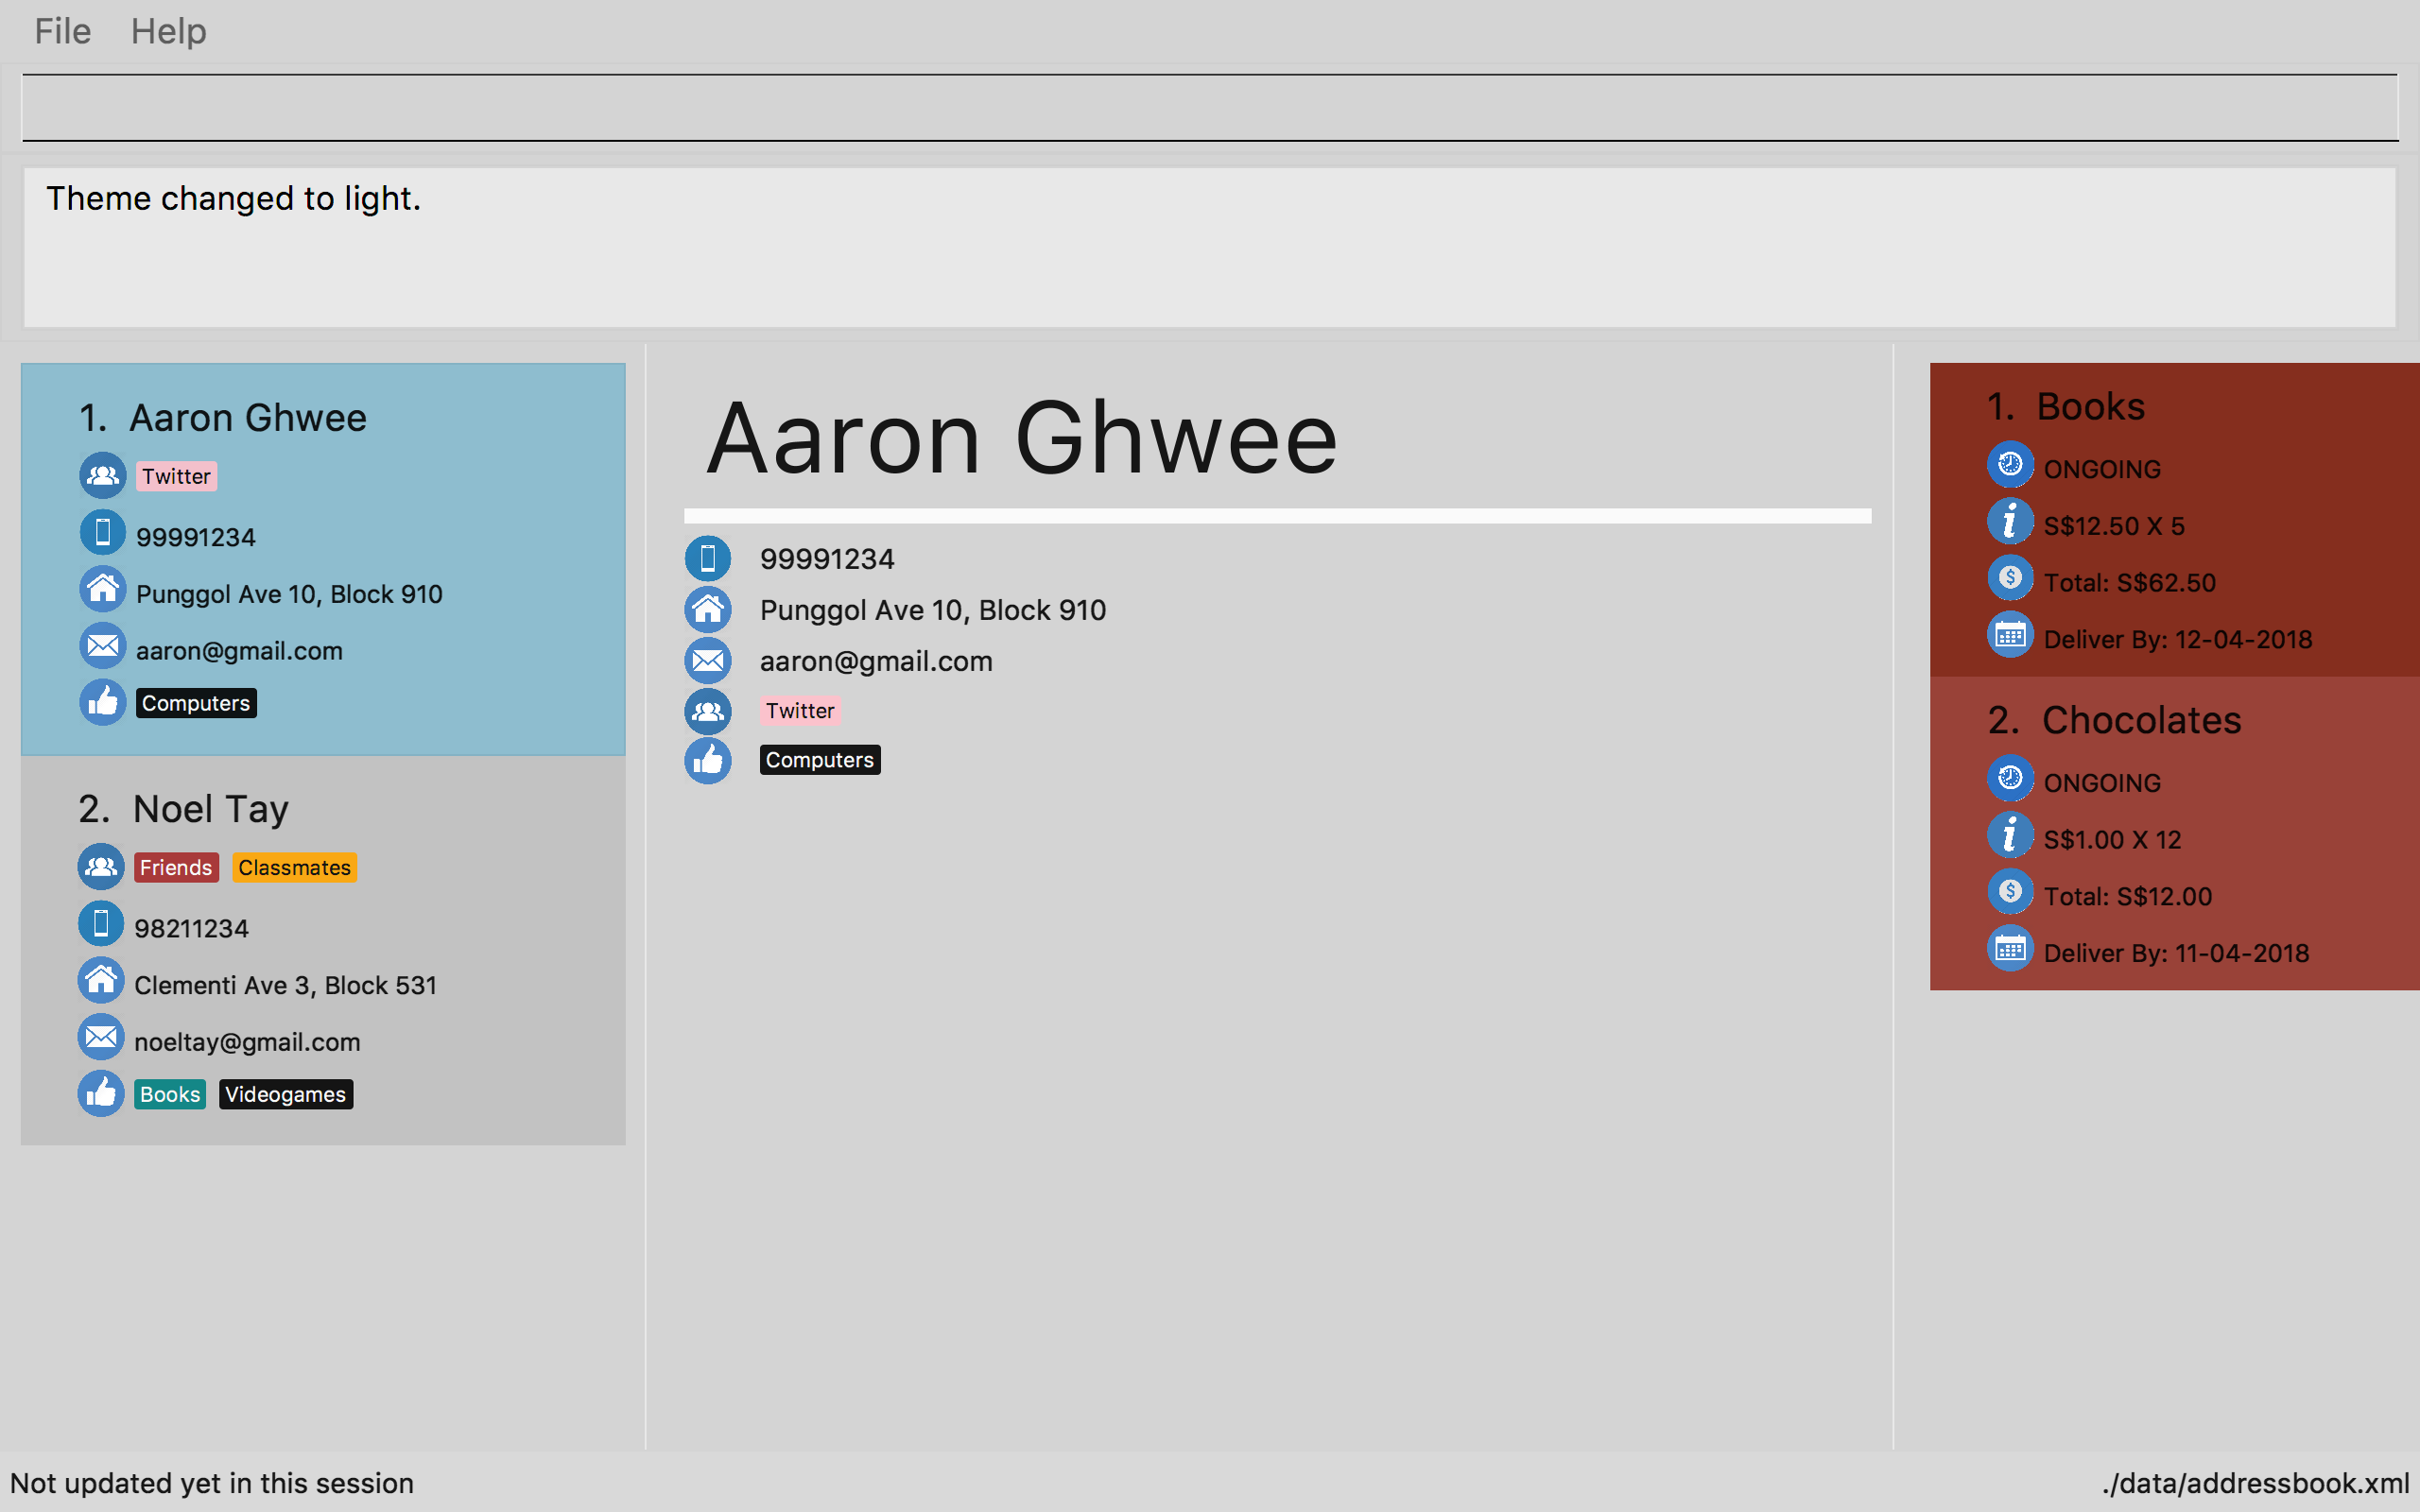 File Help
Theme changed to light.
1. Aaron Ghwee
Twitter
99991234
Punggol Ave 10, Block 910
aaron@gmail.com
Computers
2. Noel Tay
Friends Classmates
98211234
Clementi Ave 3, Block 531
noeltay@gmail.com
Books Videogames
Aaron Ghwee
99991234
Punggol Ave 10, Block 910
aaron@gmail.com
Twitter
Computers
1. Books
ONGOING
S$12.50 X 5
Total: S$62.50
Deliver By: 12-04-2018
2. Chocolates
ONGOING
S$1.00 X 12
Total: S$12.00
Deliver By: 11-04-2018
Not updated yet in this session
./data/addressbook.xml